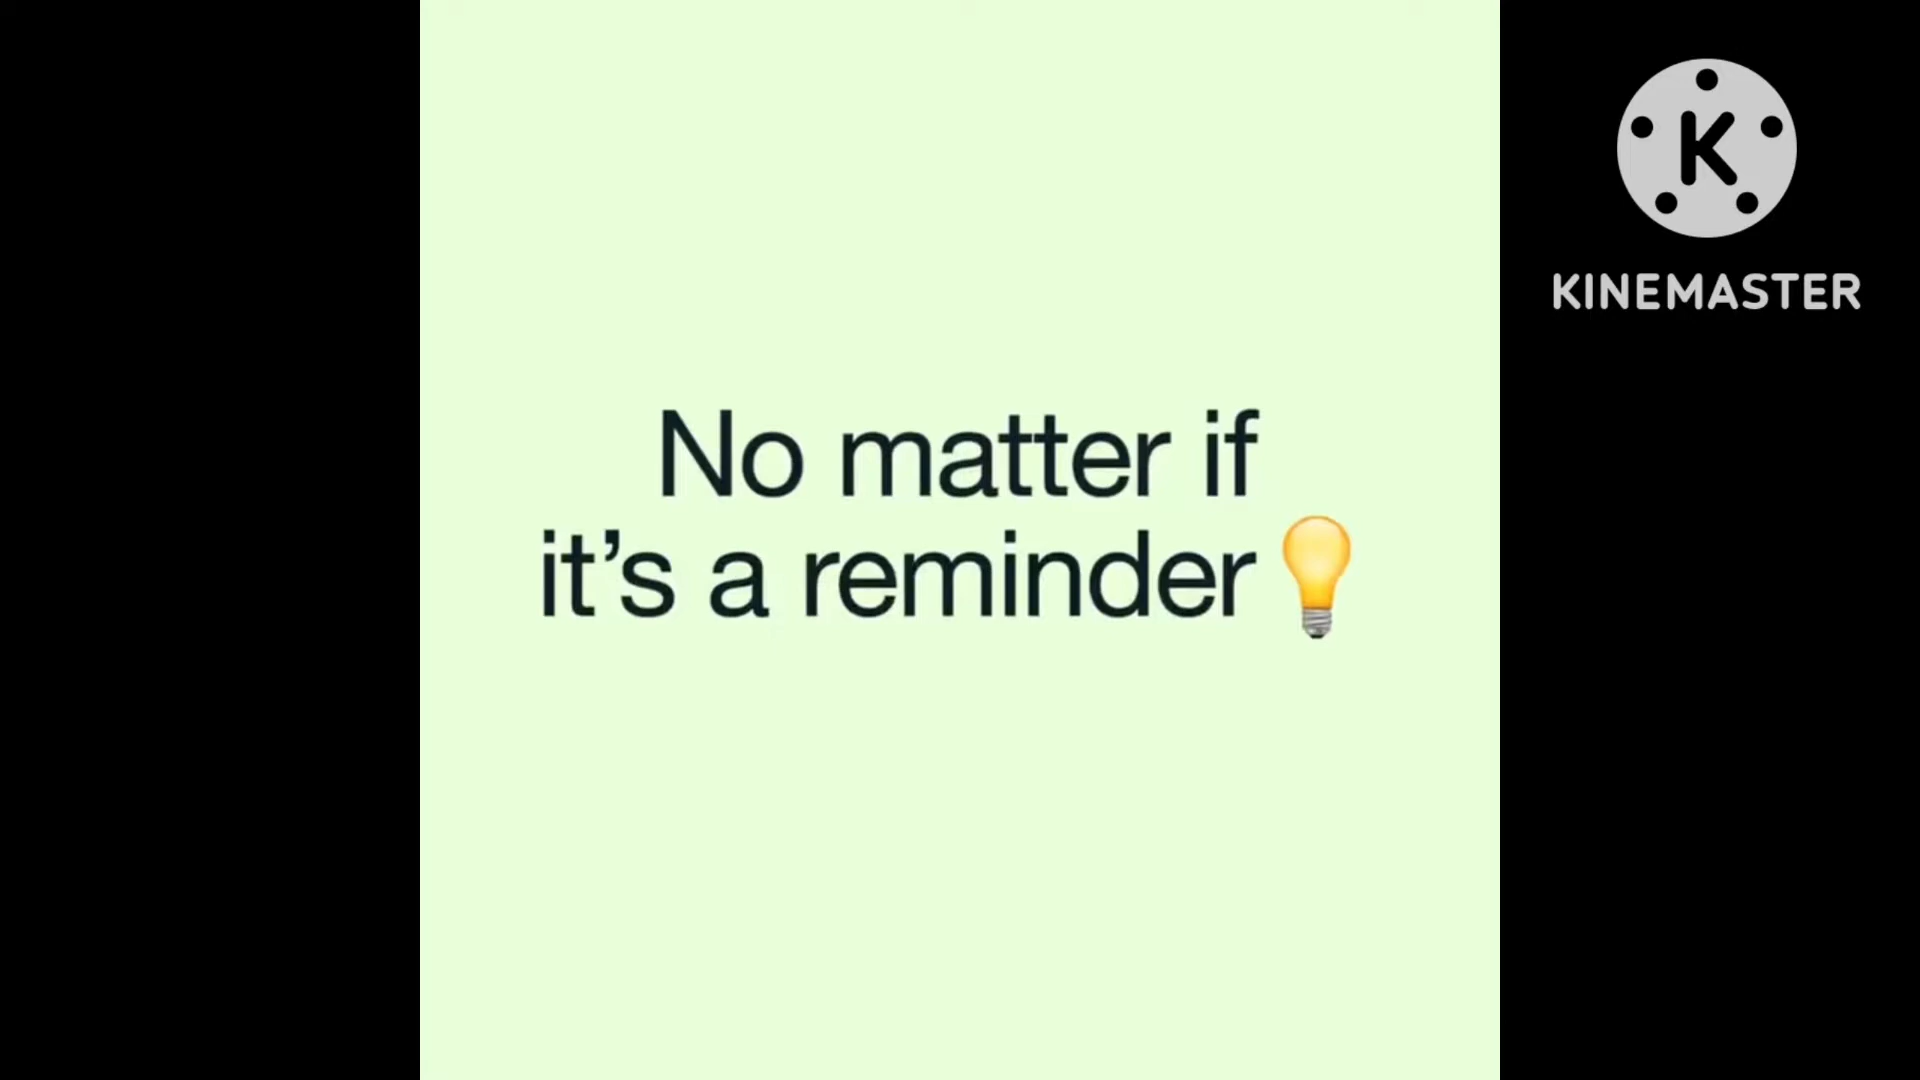 No matter if
it’s a reminder💡
K
KINEMASTER